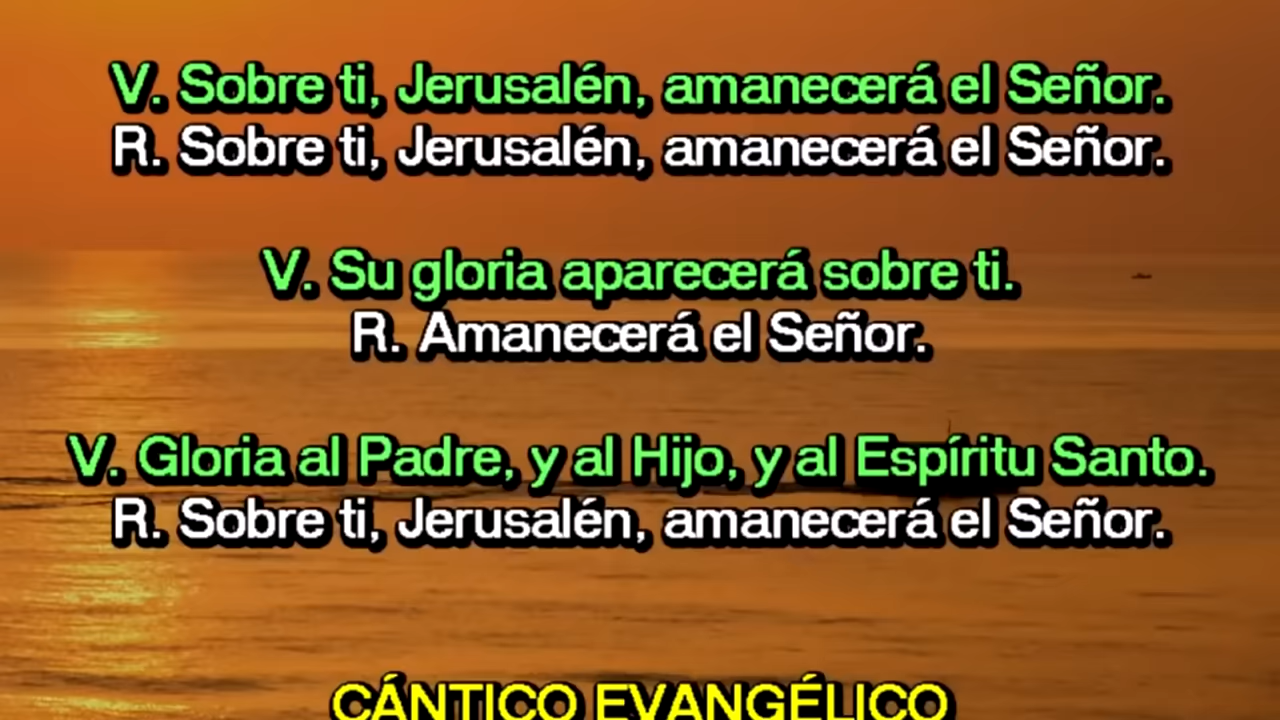 V. Sobre ti, Jerusalén, amanecerá el Señor.
R. Sobre ti, Jerusalén, amanecerá el Señor.
V. Su gloria aparecerá sobre ti.
R. Amanecerá el Señor.
V. Gloria al Padre, y al Hijo, y al Espíritu Santo.
R. Sobre ti, Jerusalén, amanecerá el Señor.
CÁNTICO EVANGÉLICO